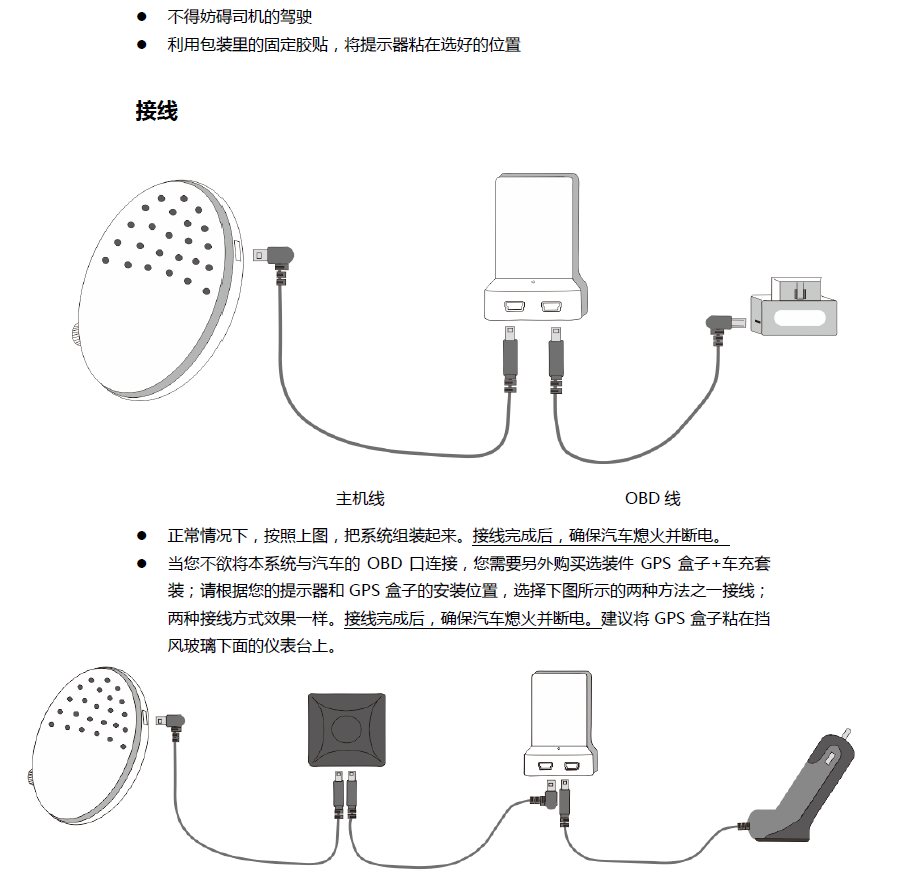 ● 不得妨碍司机的驾驶
● 利用包装里的固定胶贴，将提示器粘在选好的位置
接线
主机线 OBD 线
● 正常情况下，按照上图，把系统组装起来。接线完成后，确保汽车熄火并断电。
● 当您不欲将本系统与汽车的 OBD 口连接，您需要另外购买选装件 GPS 盒子+车充套
装；请根据您的提示器和 GPS 盒子的安装位置，选择下图所示的两种方法之一接线；
两种接线方式效果一样。接线完成后，确保汽车熄火并断电。建议将 GPS 盒子粘在挡
风玻璃下面的仪表台上。